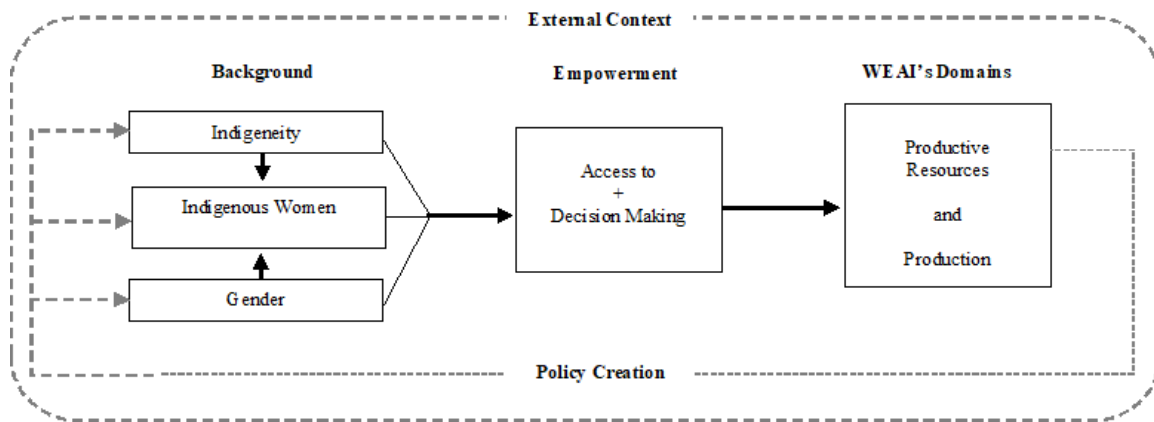 External Context
Background
Empowerment
WEAI's Domains
Indigeneity
Indigenous Women
Gender
Access to
+
Decision Making
Productive
Resources
and
Production
Policy Creation